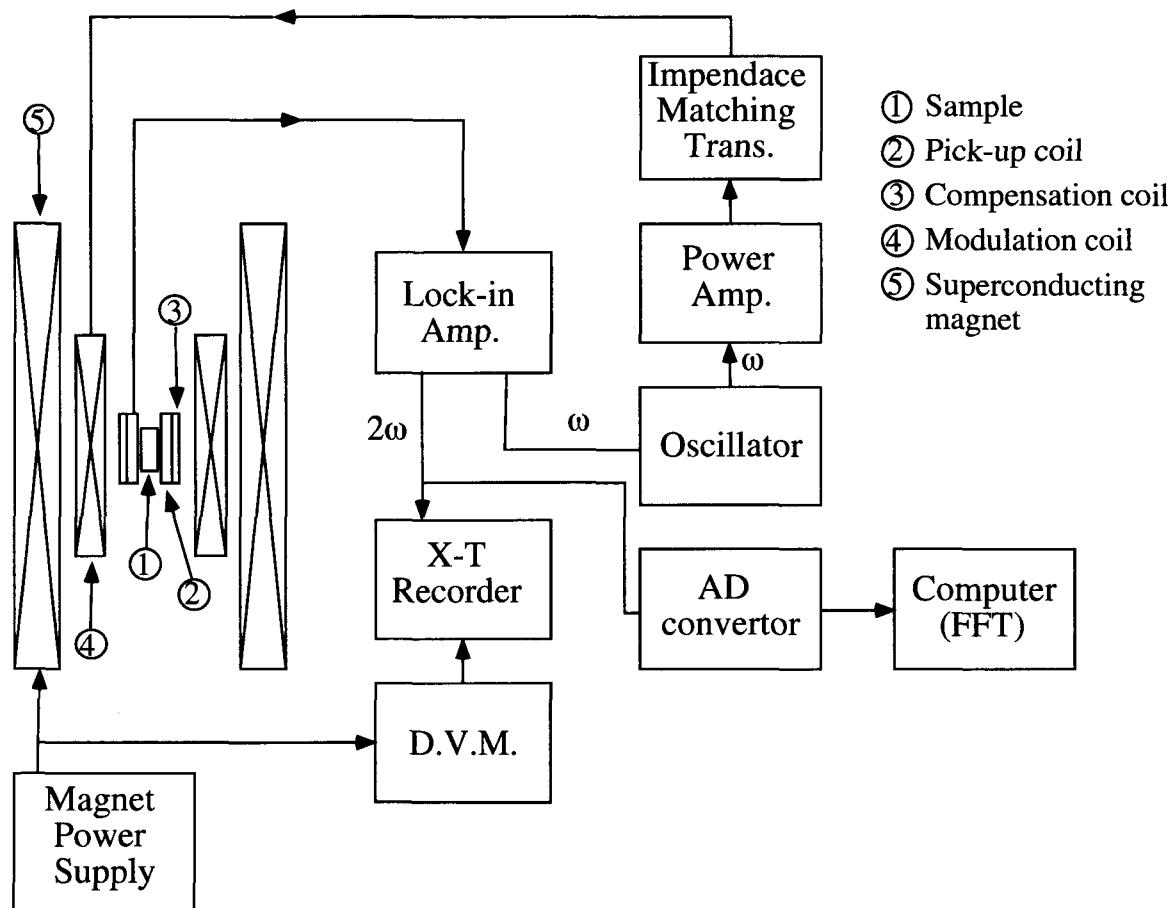 Impendace
Matching
Trans.
① Sample
② Pick-up coil
③ Compensation coil
④ Modulation coil
⑤ Superconducting
magnet
⑤
Power
Amp.
Lock-in
Amp.
③
ω
2ω
ω
Oscillator
①
②
④
X-T
Recorder
AD
convertor
Computer
(FFT)
D.V.M.
Magnet
Power
Supply